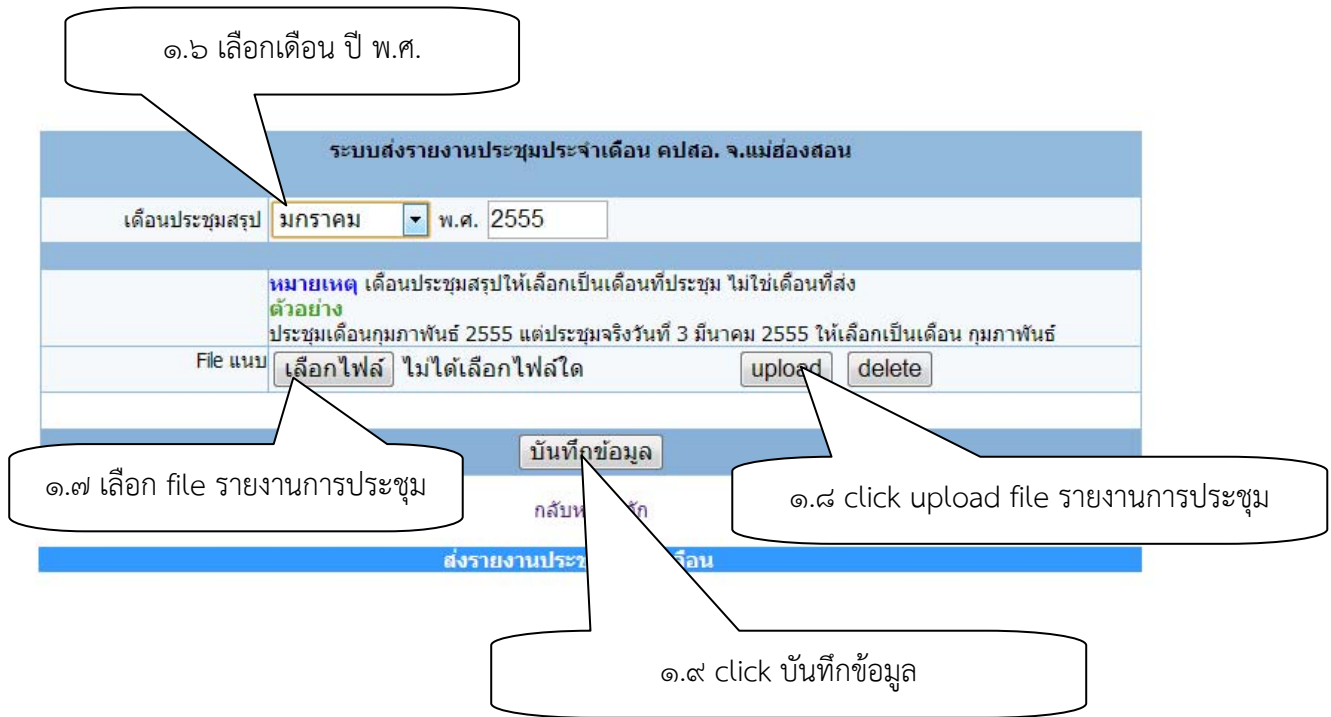 ๑.๖ เลือกเดือน ปี พ.ศ.
ระบบส่งรายงานประชุมประจำเดือน คปสอ. จ.แม่ฮ่องสอน
เดือนประชุมสรุป มกราคม พ.ศ. 2555
หมายเหตุ เดือนประชุมสรุปให้เลือกเป็นเดือนที่ประชุม ไม่ใช่เดือนที่ส่ง
ตัวอย่าง
ประชุมเดือนกุมภาพันธ์ 2555 แต่ประชุมจริงวันที่ 3 มีนาคม 2555 ให้เลือกเป็นเดือน กุมภาพันธ์
File แนบ เลือกไฟล์ ไม่ได้เลือกไฟล์ใด upload delete
บันทึกข้อมูล
๑.๗ เลือก file รายงานการประชุม
๑.๘ click upload file รายงานการประชุม
ส่งรายงานประชุ
๑.๙ click บันทึกข้อมูล